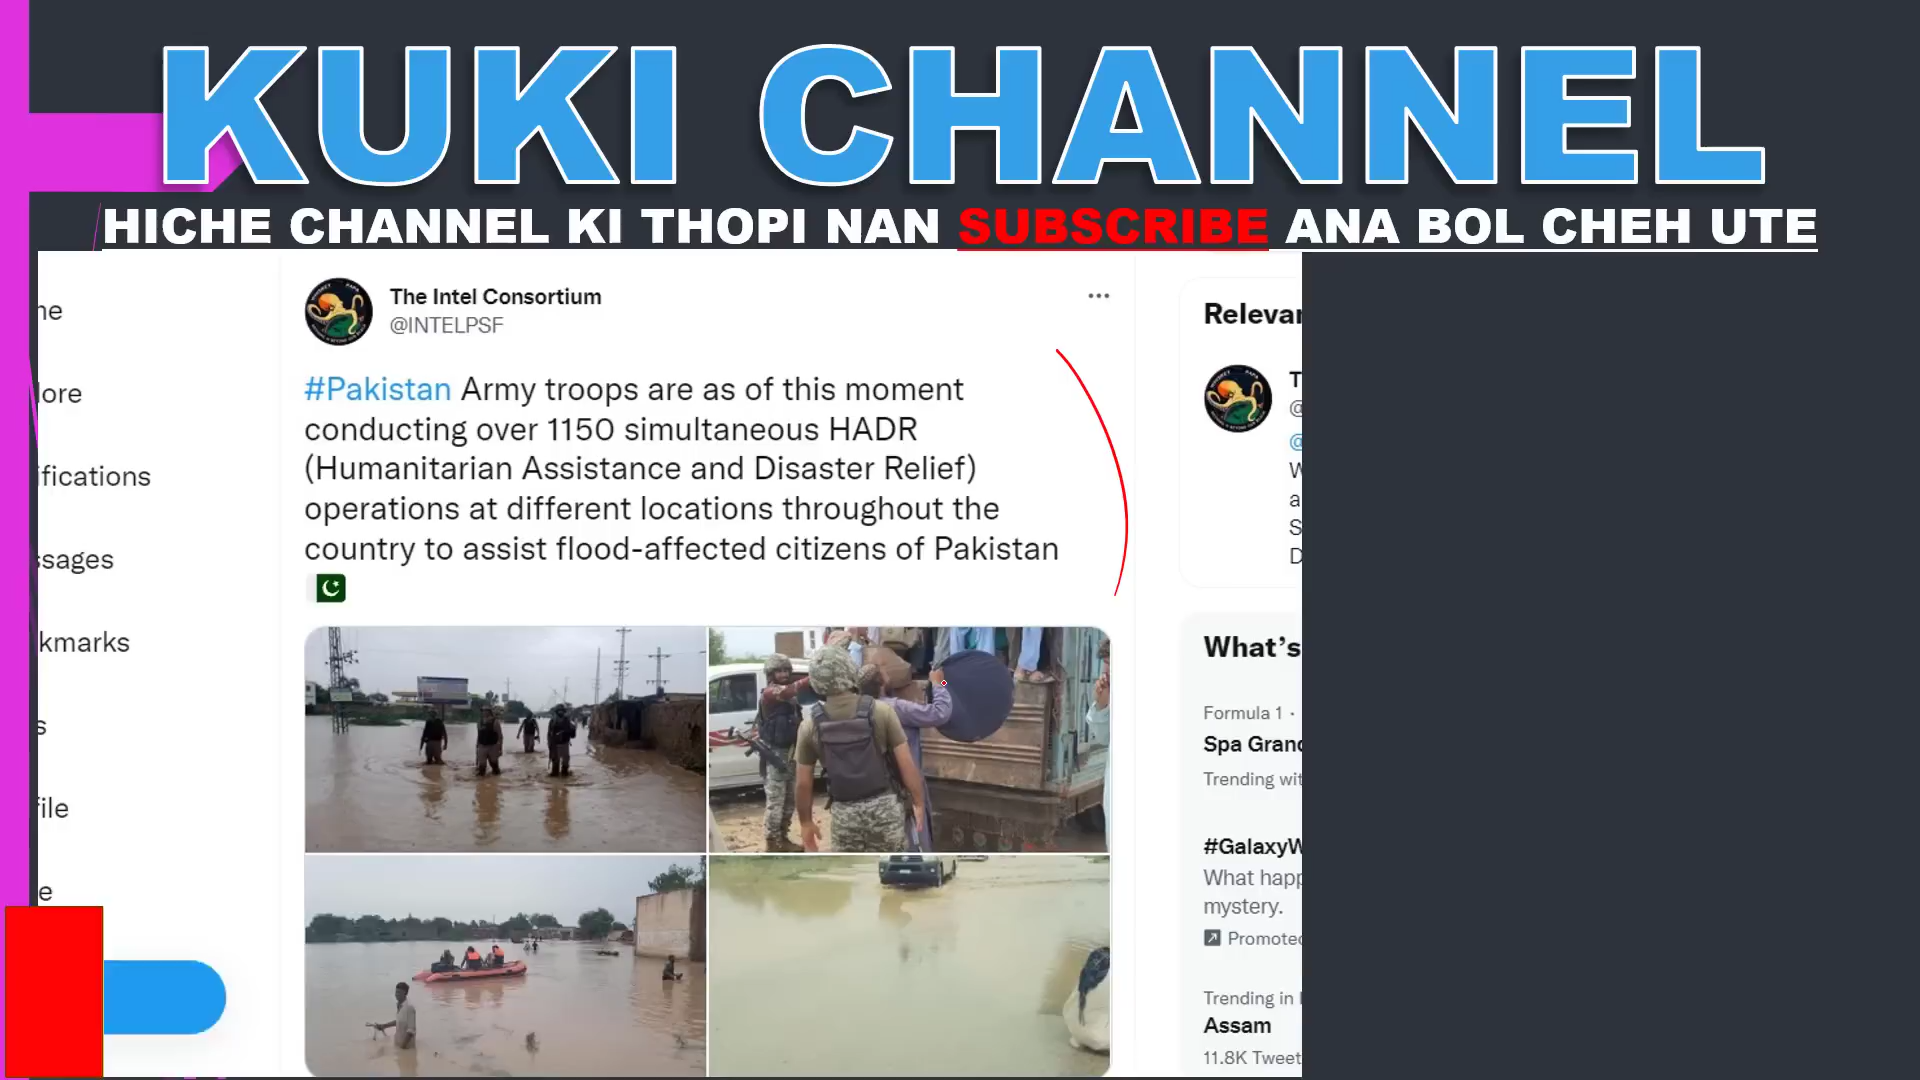 KUKI CHANNEL
HICHE CHANNEL KI THOPI NAN SUBSCRIBE ANA BOL CHEH UTE
The Intel Consortium
@INTELPSF
#Pakistan Army troops are as of this moment
conducting over 1150 simultaneous HADR
(Humanitarian Assistance and Disaster Relief)
operations at different locations throughout the
country to assist flood-affected citizens of Pakistan
lore
ifications
ssages
kmarks
s
file
e
Relevan
T
@
@
W
a
S
D
What's
Formula 1 ·
Spa Grand
Trending wit
#GalaxyW
What happ
mystery.
Promoted
Trending in I
Assam
11.8K Tweet